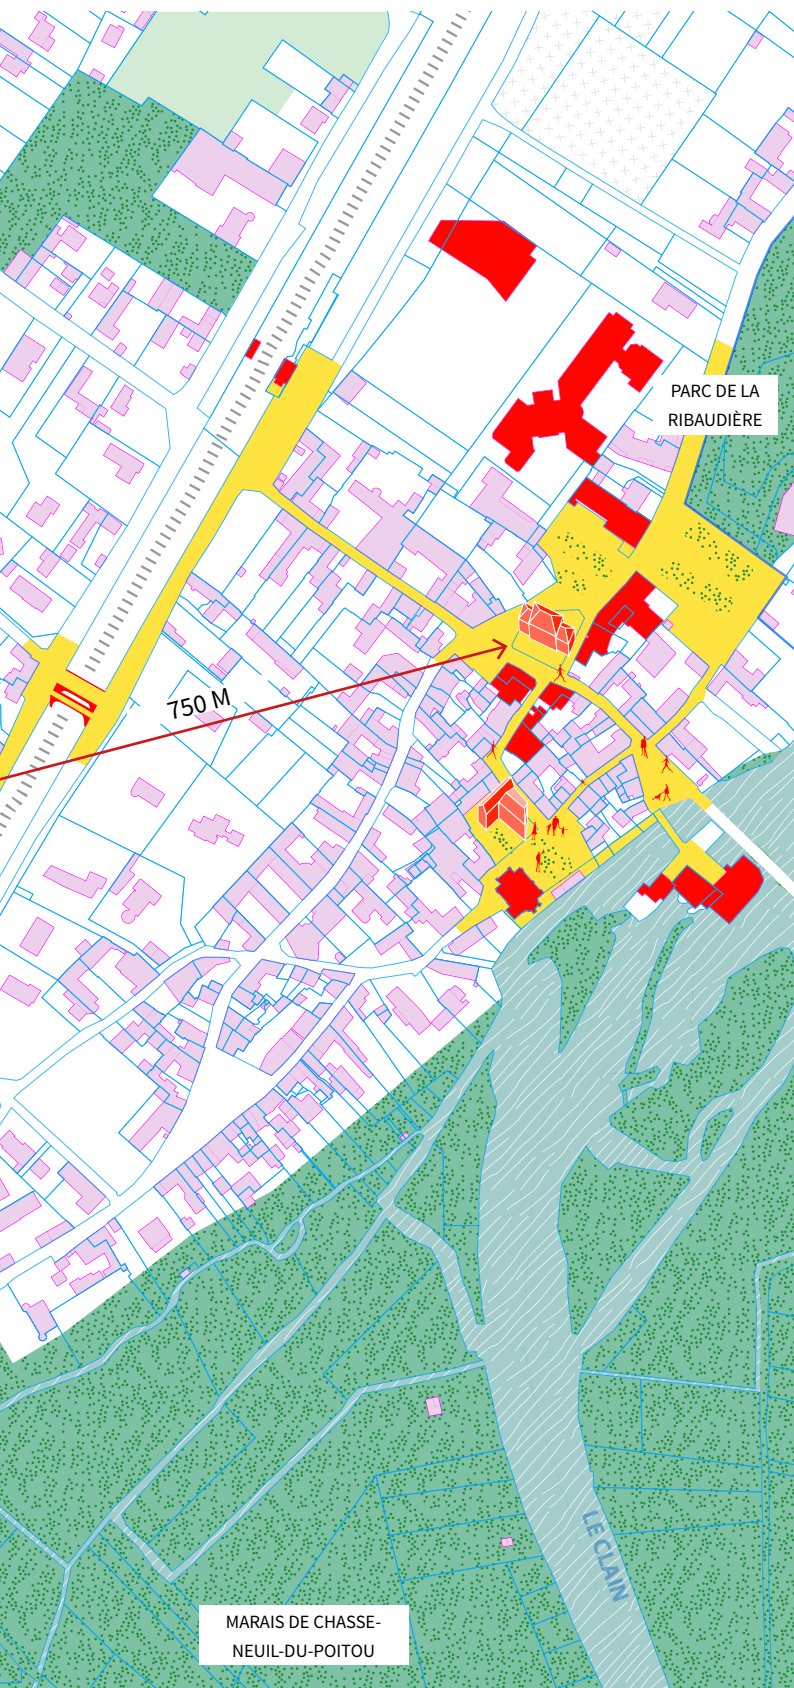 PARC DE LA
RIBAUDIÈRE
750 M
LE CLAIN
MARAIS DE CHASSE-
NEUIL-DU-POITOU